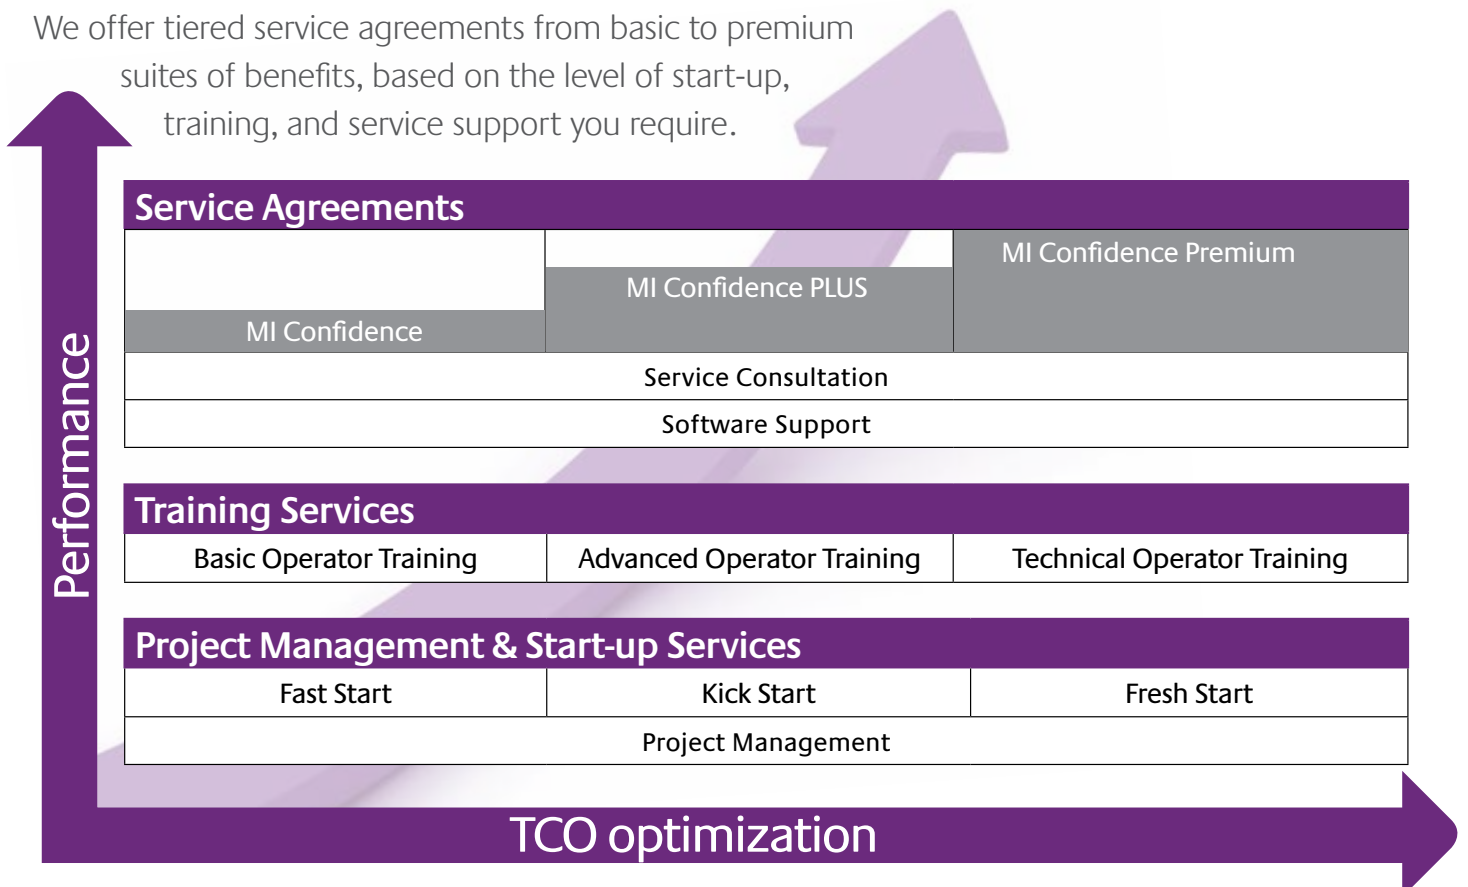 We offer tiered service agreements from basic to premium
suites of benefits, based on the level of start-up,
training, and service support you require.
Service Agreements
MI Confidence
MI Confidence PLUS
MI Confidence Premium
Service Consultation
Software Support
Training Services
Basic Operator Training
Advanced Operator Training
Technical Operator Training
Project Management & Start-up Services
Fast Start
Kick Start
Fresh Start
Project Management
Performance
TCO optimization